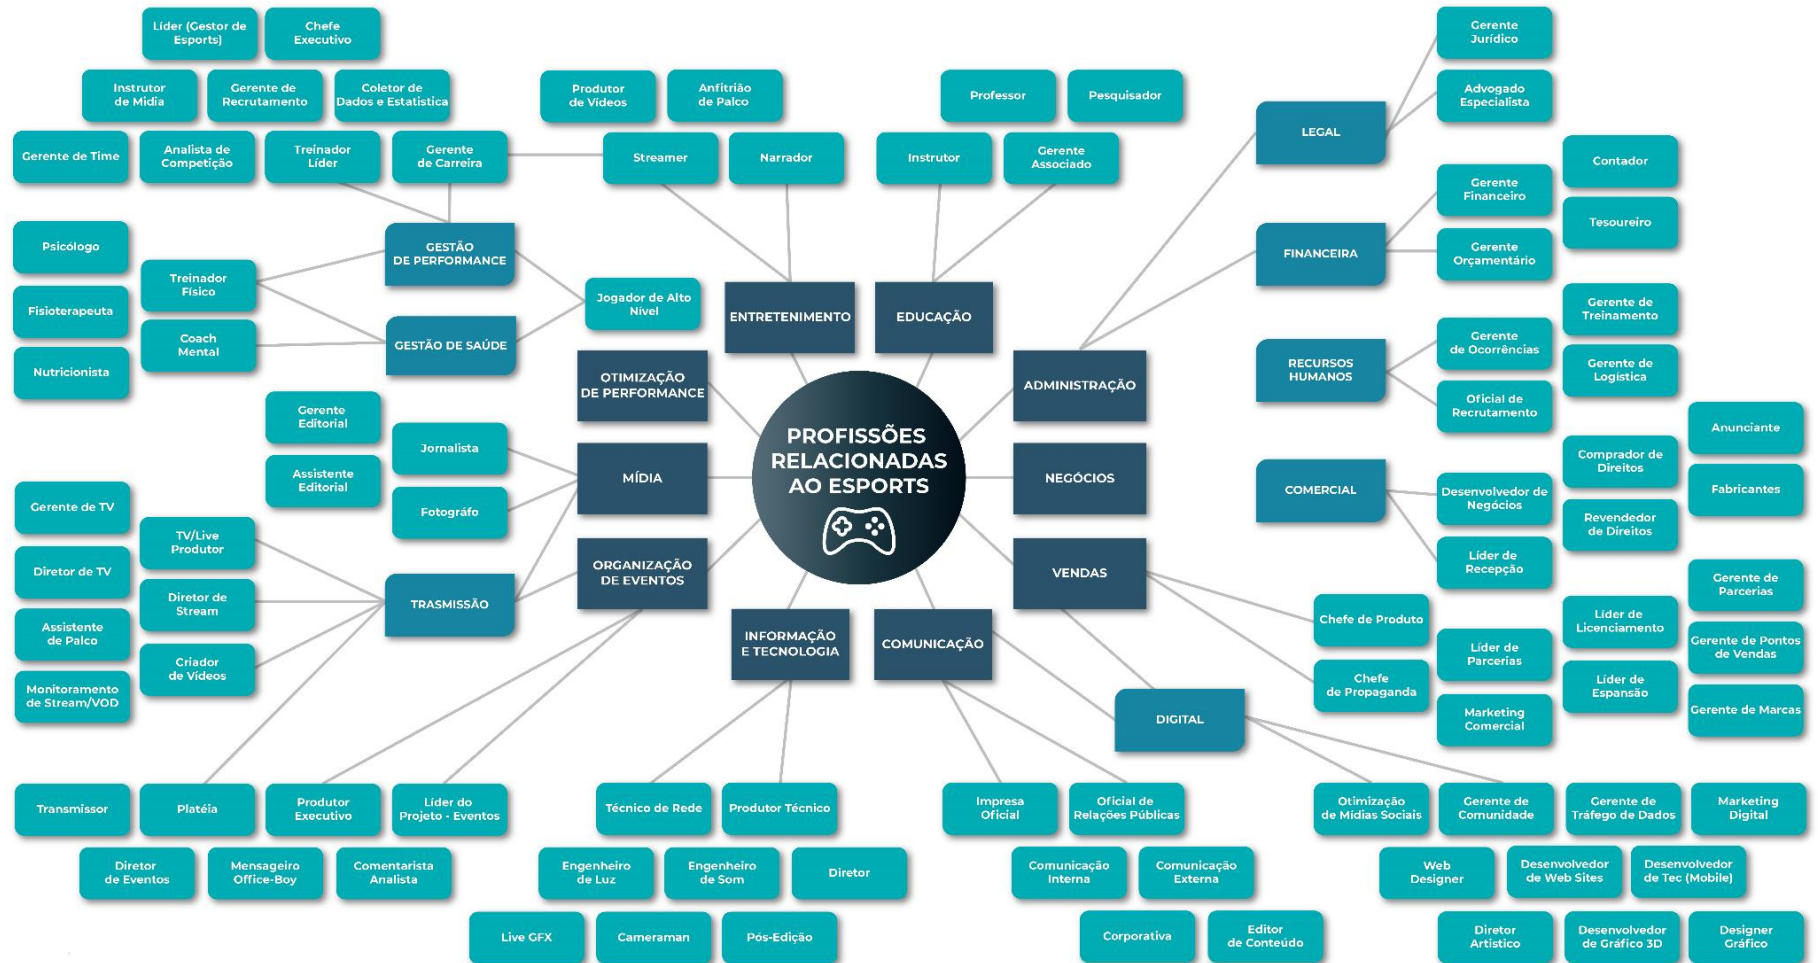 Líder (Gestor de
Esports)
Chefe
Executivo
Instrutor
de Midia
Gerente de
Recrutamento
Coletor de
Dados e Estatistica
Gerente de Time
Analista de
Competição
Treinador
Líder
Gerente
de Carreira
Produtor
de Vídeos
Anfitrião
de Palco
Streamer
Narrador
Professor
Pesquisador
Instrutor
Gerente
Associado
Gerente
Jurídico
Advogado
Especialista
LEGAL
Contador
Gerente
Financeiro
Tesoureiro
Gerente
Orçamentário
FINANCEIRA
Psicólogo
Fisioterapeuta
Nutricionista
Treinador
Físico
Coach
Mental
GESTÃO
DE PERFORMANCE
GESTÃO DE SAÚDE
Jogador de Alto
Nível
ENTRETENIMENTO
EDUCAÇÃO
OTIMIZAÇÃO
DE PERFORMANCE
ADMINISTRAÇÃO
Gerente de
Treinamento
Gerente
de Ocorrências
Gerente de
Logística
Oficial de
Recrutamento
RECURSOS
HUMANOS
PROFISSÕES
RELACIONADAS
AO ESPORTS
Gerente
Editorial
Assistente
Editorial
Jornalista
Fotográfo
MÍDIA
NEGÓCIOS
COMERCIAL
Anunciante
Comprador de
Direitos
Fabricantes
Desenvolvedor de
Negócios
Revendedor
de Direitos
Líder de
Recepção
Gerente de TV
Diretor de TV
Assistente
de Palco
Monitoramento
de Stream/VOD
TV/Live
Produtor
Diretor de
Stream
Criador
de Vídeos
TRASMISSÃO
ORGANIZAÇÃO
DE EVENTOS
INFORMAÇÃO
E TECNOLOGIA
COMUNICAÇÃO
VENDAS
DIGITAL
Chefe de Produto
Chefe
de Propaganda
Líder de
Parcerias
Marketing
Comercial
Líder de
Licenciamento
Líder de
Espansão
Gerente de
Parcerias
Gerente de Pontos
de Vendas
Gerente de Marcas
Transmissor
Platéia
Produtor
Executivo
Líder do
Projeto - Eventos
Diretor
de Eventos
Mensageiro
Office-Boy
Comentarista
Analista
Técnico de Rede
Produtor Técnico
Engenheiro
de Luz
Engenheiro
de Som
Diretor
Live GFX
Cameraman
Pós-Edição
Impresa
Oficial
Oficial de
Relações Públicas
Comunicação
Interna
Comunicação
Externa
Corporativa
Editor
de Conteúdo
Otimização
de Mídias Sociais
Gerente de
Comunidade
Gerente de
Tráfego de Dados
Marketing
Digital
Web
Designer
Desenvolvedor
de Web Sites
Desenvolvedor
de Tec (Mobile)
Diretor
Artistico
Desenvolvedor
de Gráfico 3D
Designer
Gráfico